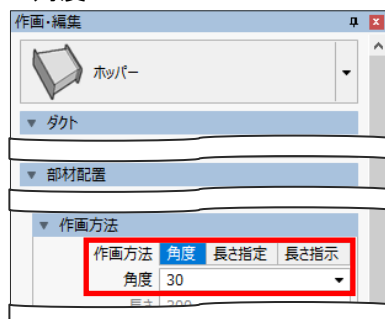 作画・編集
ホッパー
ダクト
部材配置
作画方法
作画方法 角度 長さ指定 長さ指示
角度 30